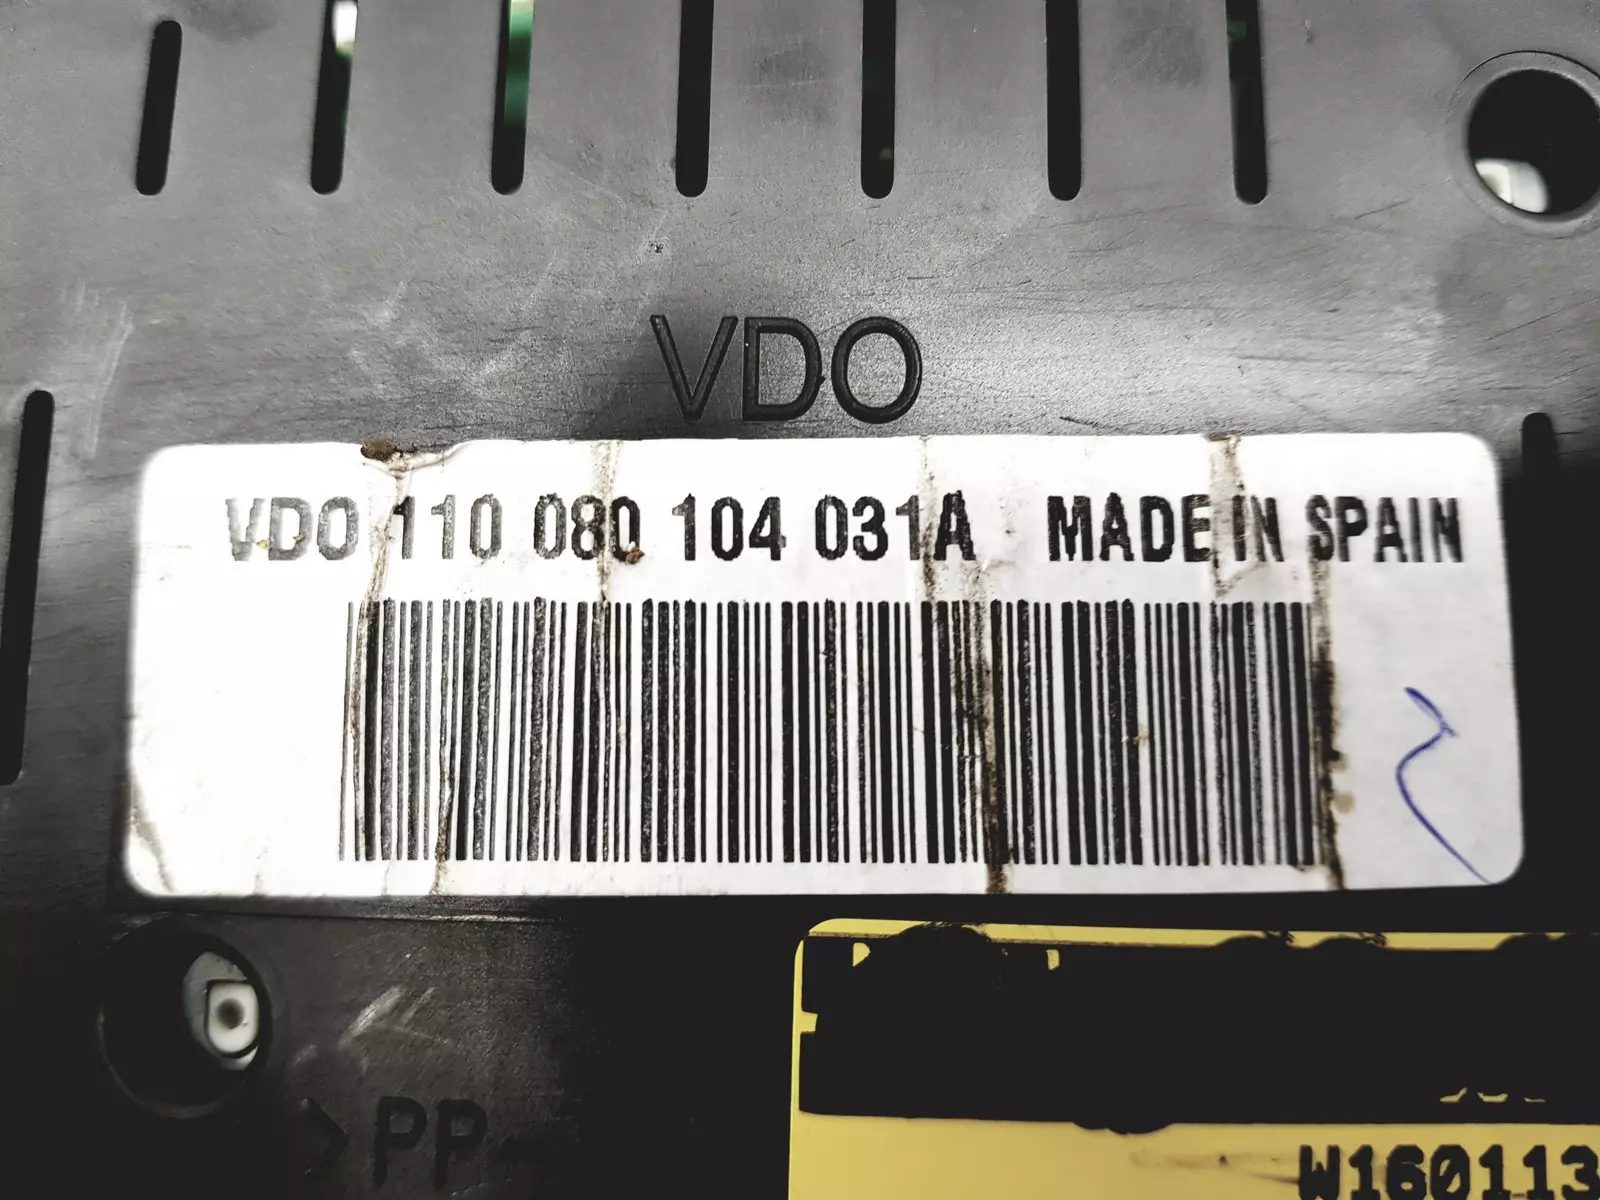 VDO
VDO 110 080 104 031A MADE IN SPAIN
>PP-
W160113